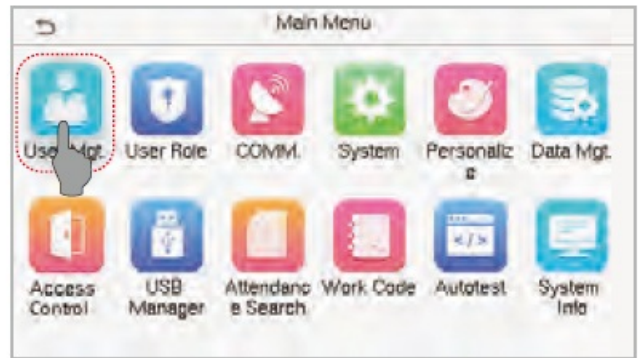 Main Menu
User Mgt. User Role COMM. System Personaliz Data Mgt.
e
Access USB Attendanc Work Code Autotest System
Control Manager e Search Info